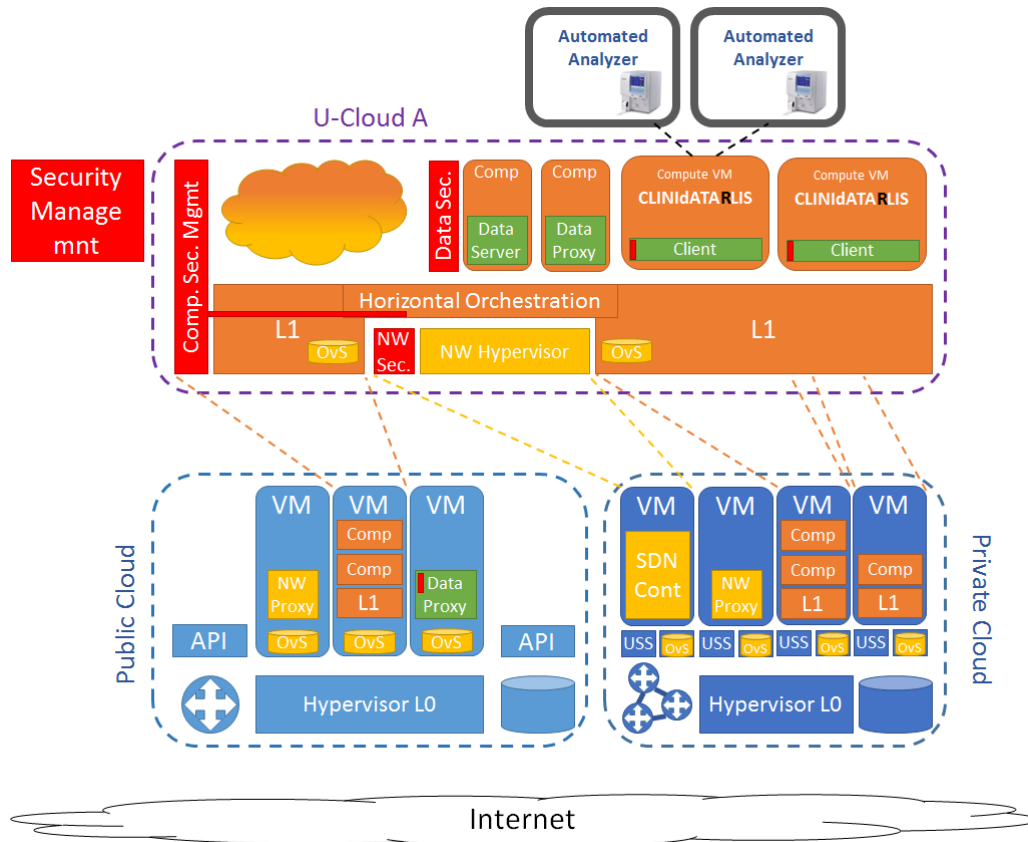 Automated
Analyzer
Automated
Analyzer
U-Cloud A
Security
Manage
mnt
Comp. Sec. Mgmt
Data Sec.
Comp
Data
Server
Comp
Data
Proxy
Compute VM
CLINIdATARLIS
Client
Compute VM
CLINIdATARLIS
Client
Horizontal Orchestration
L1
OvS
NW
Sec.
NW Hypervisor
OvS
L1
Public Cloud
API
VM
NW
Proxy
OvS
VM
Comp
Comp
L1
OvS
VM
Data
Proxy
OvS
API
Hypervisor L0
Private Cloud
VM
SDN
Cont
USS
OvS
VM
NW
Proxy
USS
OvS
VM
Comp
Comp
L1
USS
OvS
VM
Comp
L1
USS
OvS
Hypervisor L0
Internet